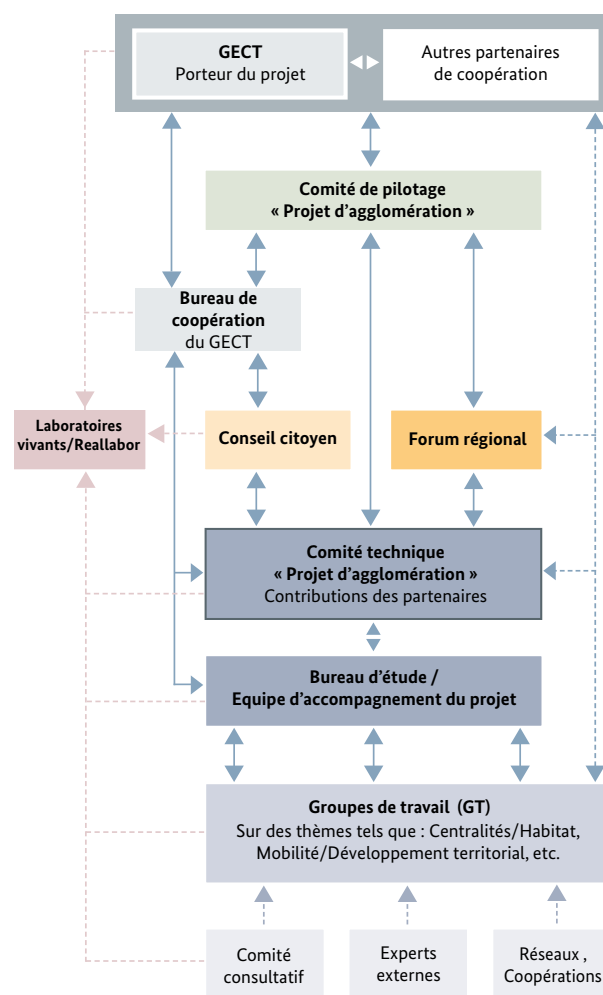 GECT
Porteur du projet
Autres partenaires
de coopération
Comité de pilotage
« Projet d'agglomération »
Bureau de
coopération
du GECT
Laboratoires
vivants/Reallabor
Conseil citoyen
Forum régional
Comité technique
« Projet d'agglomération »
Contributions des partenaires
Bureau d'étude /
Equipe d'accompagnement du projet
Groupes de travail (GT)
Sur des thèmes tels que : Centralités/Habitat,
Mobilité/Développement territorial, etc.
Comité
consultatif
Experts
externes
Réseaux ,
Coopérations